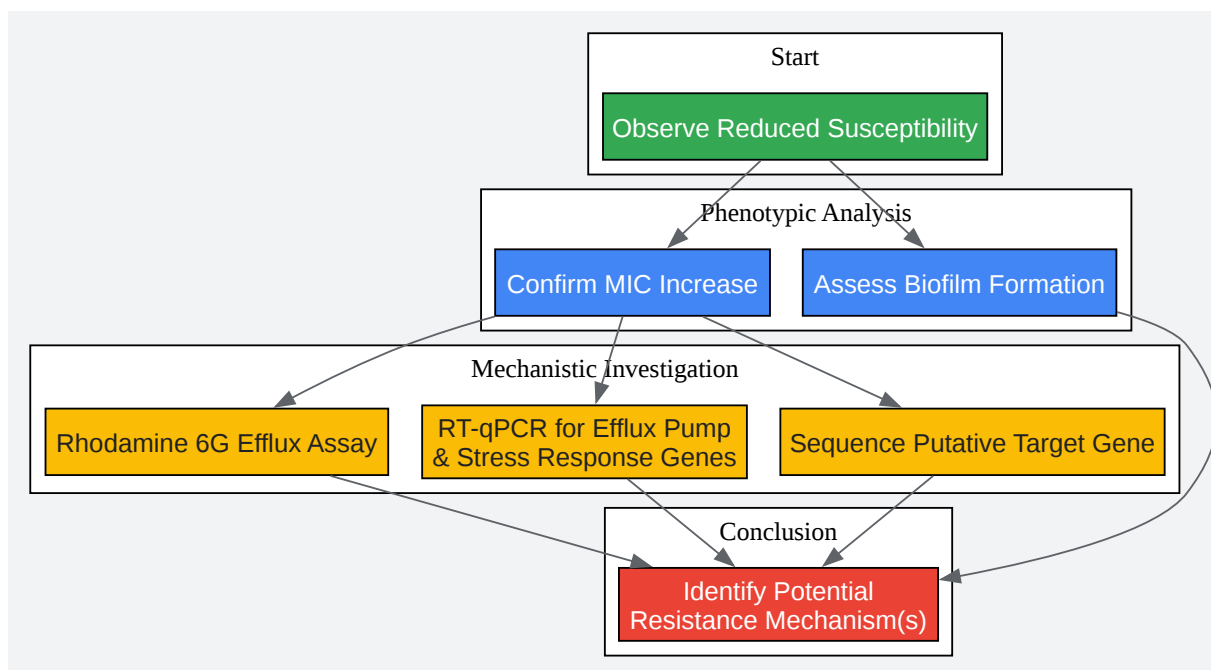 Start
Observe Reduced Susceptibility
Phenotypic Analysis
Confirm MIC Increase
Assess Biofilm Formation
Mechanistic Investigation
Rhodamine 6G Efflux Assay
RT-qPCR for Efflux Pump
& Stress Response Genes
Sequence Putative Target Gene
Conclusion
Identify Potential
Resistance Mechanism(s)